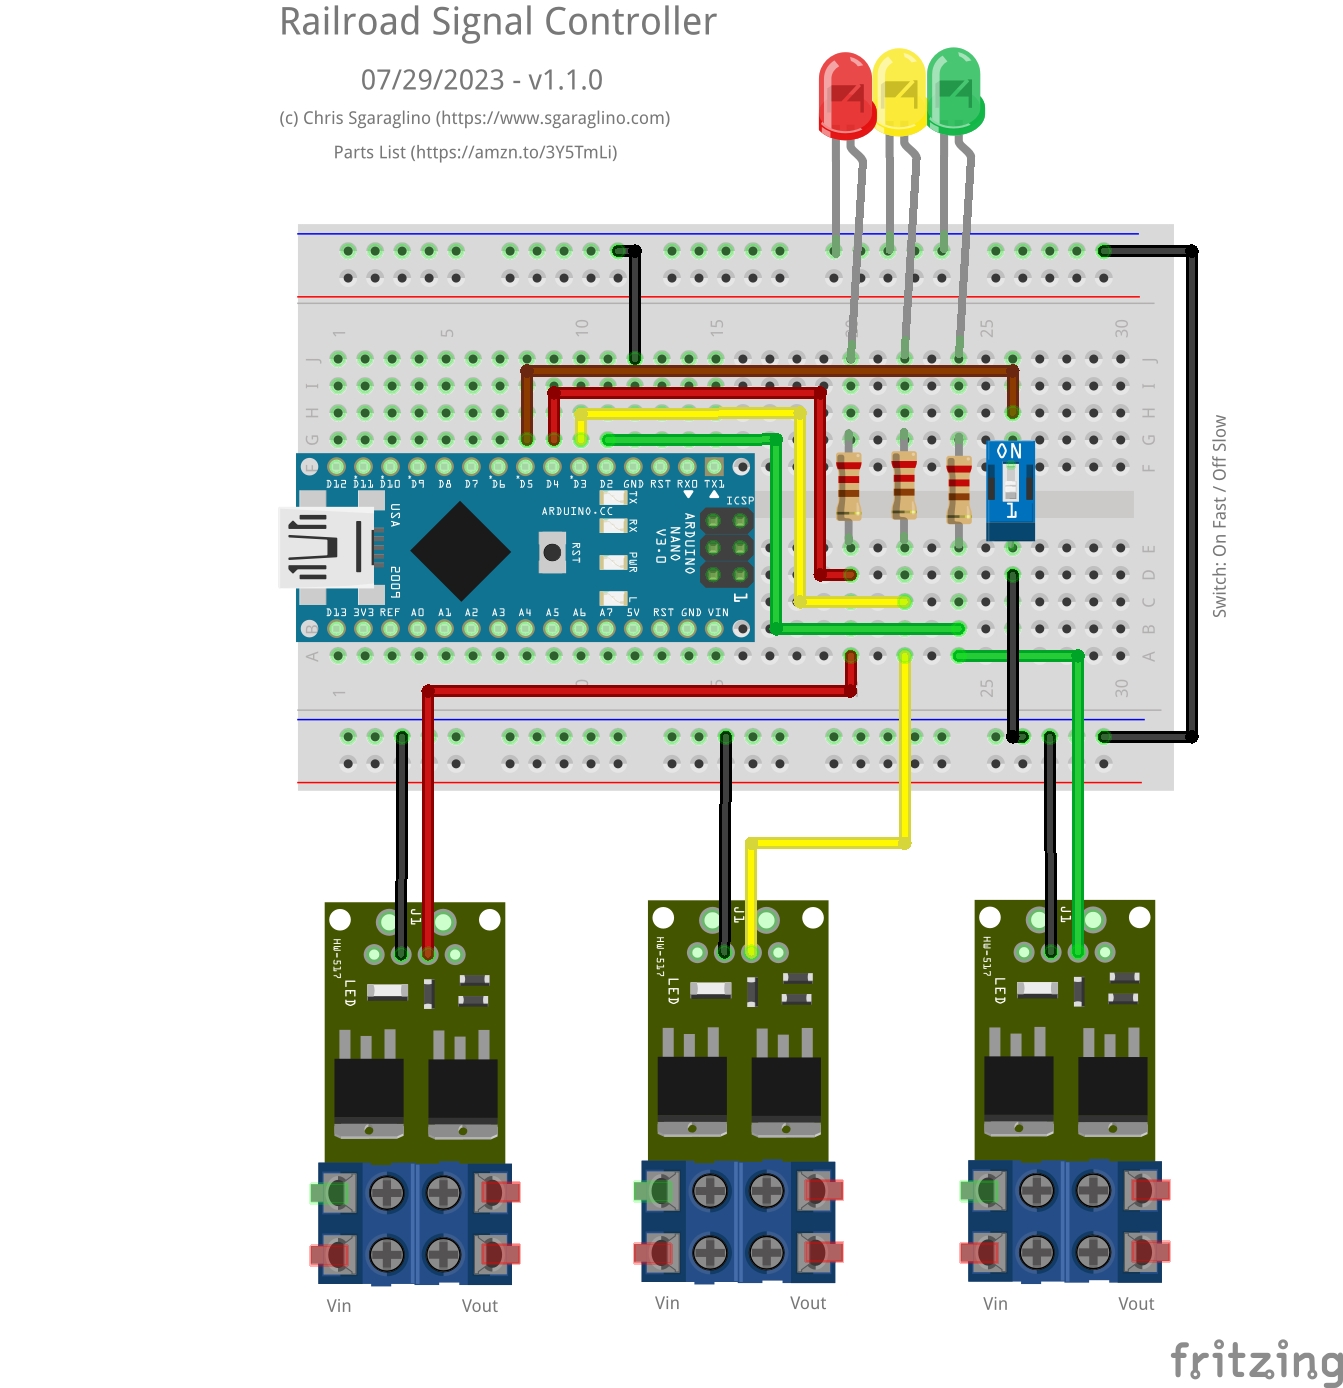 Railroad Signal Controller
07/29/2023 - v1.1.0
(c) Chris Sgaraglino (https://www.sgaraglino.com)
Parts List (https://amzn.to/3Y5TmLi)
1 5 10 15 25 30
J J
I I
H H
G G
F F
ON
1
D12 D11 D10 D9 D8 D7 D6 D5 D4 D3 D2 GND RST RX0 TX1
ICSP
TX
RX
PWR
L
ARDUINO.CC
RST
ARDUINO
NANO
V3.0
USA
2009
1
D13 3V3 REF A0 A1 A2 A3 A4 A5 A6 A7 5V RST GND VIN
E
D
C
B B
A A
1 25 30
Switch: On Fast / Off Slow
J1 J1 J1
HW-517 HW-517 HW-517
LED LED LED
Vin Vout Vin Vout Vin Vout
fritzing